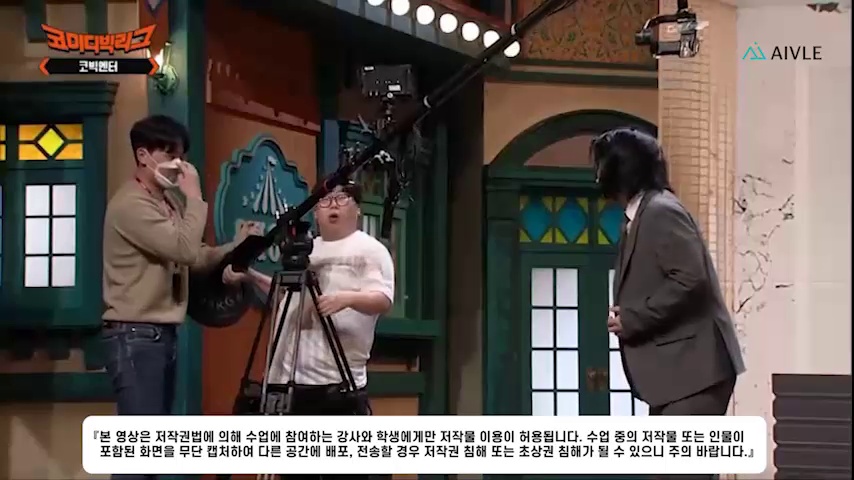 코미디빅리그
코빅엔터
AIVLE
『본 영상은 저작권법에 의해 수업에 참여하는 강사와 학생에게만 저작물 이용이 허용됩니다. 수업 중의 저작물 또는 인물이
포함된 화면을 무단 캡처하여 다른 공간에 배포, 전송할 경우 저작권 침해 또는 초상권 침해가 될 수 있으니 주의 바랍니다.』